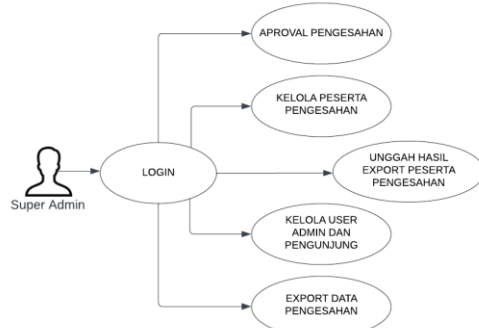 APROVAL PENGESAHAN
KELOLA PESERTA
PENGESAHAN
UNGGAH HASIL
EXPORT PESERTA
PENGESAHAN
LOGIN
Super Admin
KELOLA USER
ADMIN DAN
PENGUNJUNG
EXPORT DATA
PENGESAHAN